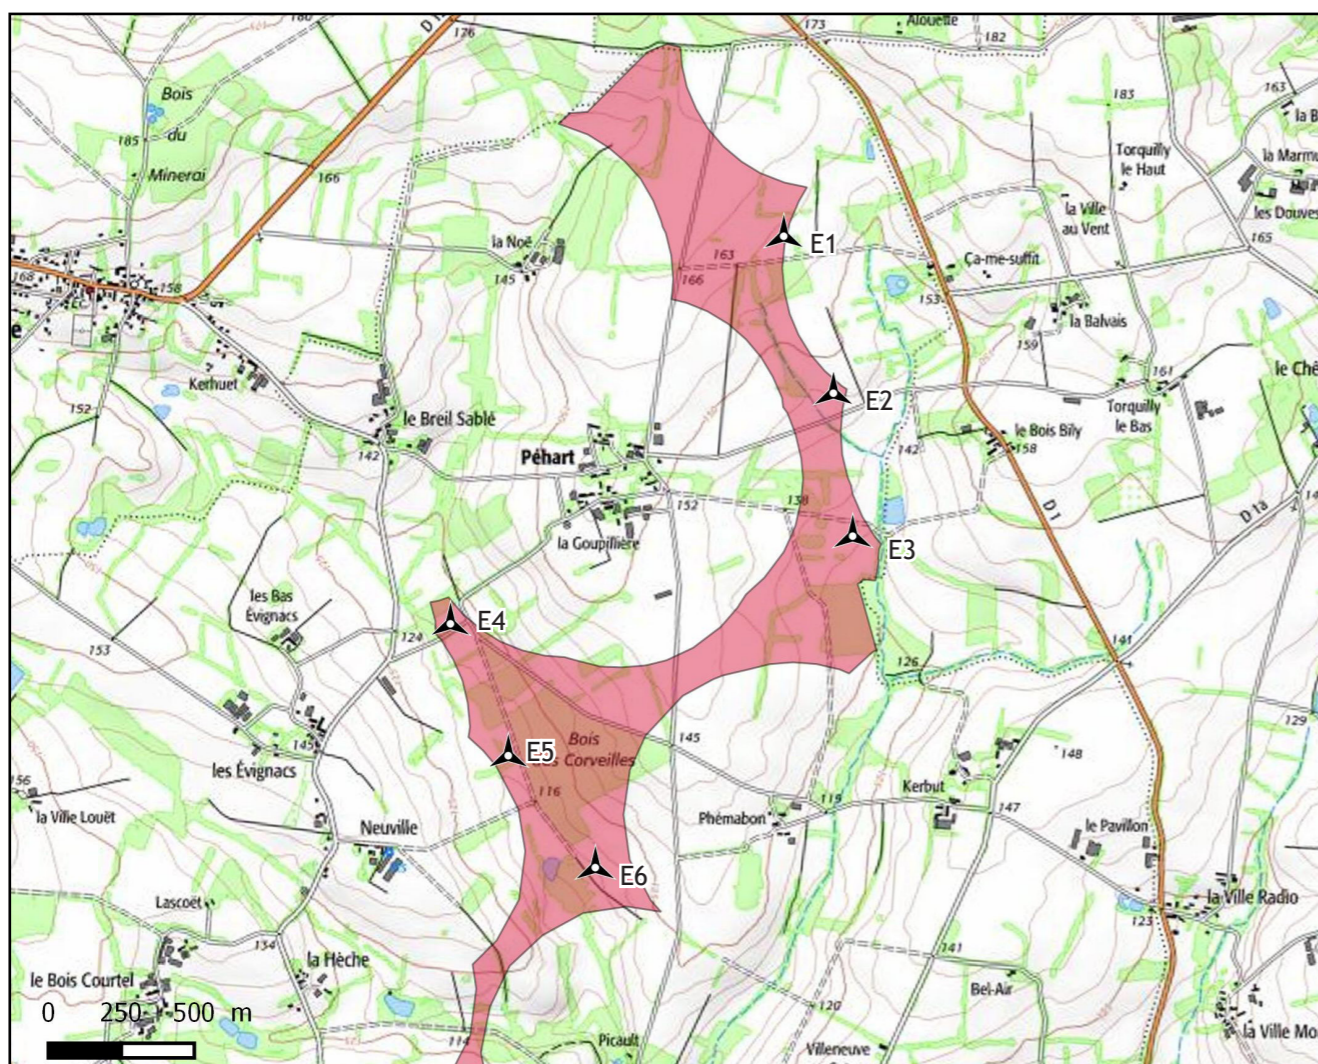 176
180
173
Alouette
182
Bois
du
Minerai
185
166
183
163
la Marmu
Torquilly
le Haut
les Douves
la Ville
au Vent
165
la Noë
145
163
166
E1
Ça-me-suffit
153
168
158
la Balvais
159
Kerhuet
152
le Breil Sablé
142
E2
161
Torquilly
le Bas
le Chê
Péhart
le Bois Bily
158
142
152
138
la Goupillière
D 1
D 1a
E3
les Bas
Évignacs
E4
124
153
141
126
129
Bois
des Corveilles
145
E5
145
les Évignacs
148
156
la Ville Louët
116
Kerbut
119
147
Phémabon
Neuville
le Pavillon
E6
la Ville Radio
123
Lascoët
134
141
la Hèche
le Bois Courtel
Bel-Air
120
0 250 500 m
114
Picault
Villeneuve
la Ville Mo